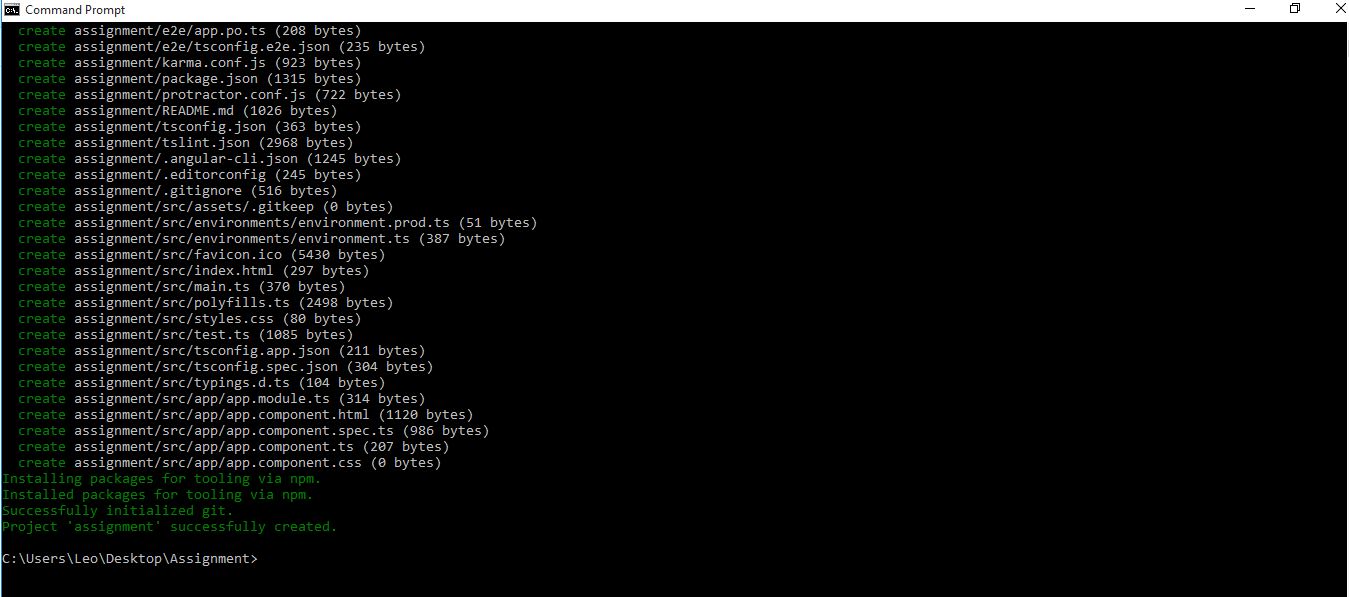 Command Prompt
create assignment/e2e/app.po.ts (208 bytes)
create assignment/e2e/tsconfig.e2e.json (235 bytes)
create assignment/karma.conf.js (923 bytes)
create assignment/package.json (1315 bytes)
create assignment/protractor.conf.js (722 bytes)
create assignment/README.md (1026 bytes)
create assignment/tsconfig.json (363 bytes)
create assignment/tslint.json (2968 bytes)
create assignment/.angular-cli.json (1245 bytes)
create assignment/.editorconfig (245 bytes)
create assignment/.gitignore (516 bytes)
create assignment/src/assets/.gitkeep (0 bytes)
create assignment/src/environments/environment.prod.ts (51 bytes)
create assignment/src/environments/environment.ts (387 bytes)
create assignment/src/favicon.ico (5430 bytes)
create assignment/src/index.html (297 bytes)
create assignment/src/main.ts (370 bytes)
create assignment/src/polyfills.ts (2498 bytes)
create assignment/src/styles.css (80 bytes)
create assignment/src/test.ts (1085 bytes)
create assignment/src/tsconfig.app.json (211 bytes)
create assignment/src/tsconfig.spec.json (304 bytes)
create assignment/src/typings.d.ts (104 bytes)
create assignment/src/app/app.module.ts (314 bytes)
create assignment/src/app/app.component.html (1120 bytes)
create assignment/src/app/app.component.spec.ts (986 bytes)
create assignment/src/app/app.component.ts (207 bytes)
create assignment/src/app/app.component.css (0 bytes)
Installing packages for tooling via npm.
Installed packages for tooling via npm.
Successfully initialized git.
Project 'assignment' successfully created.
C:\Users\Leo\Desktop\Assignment>